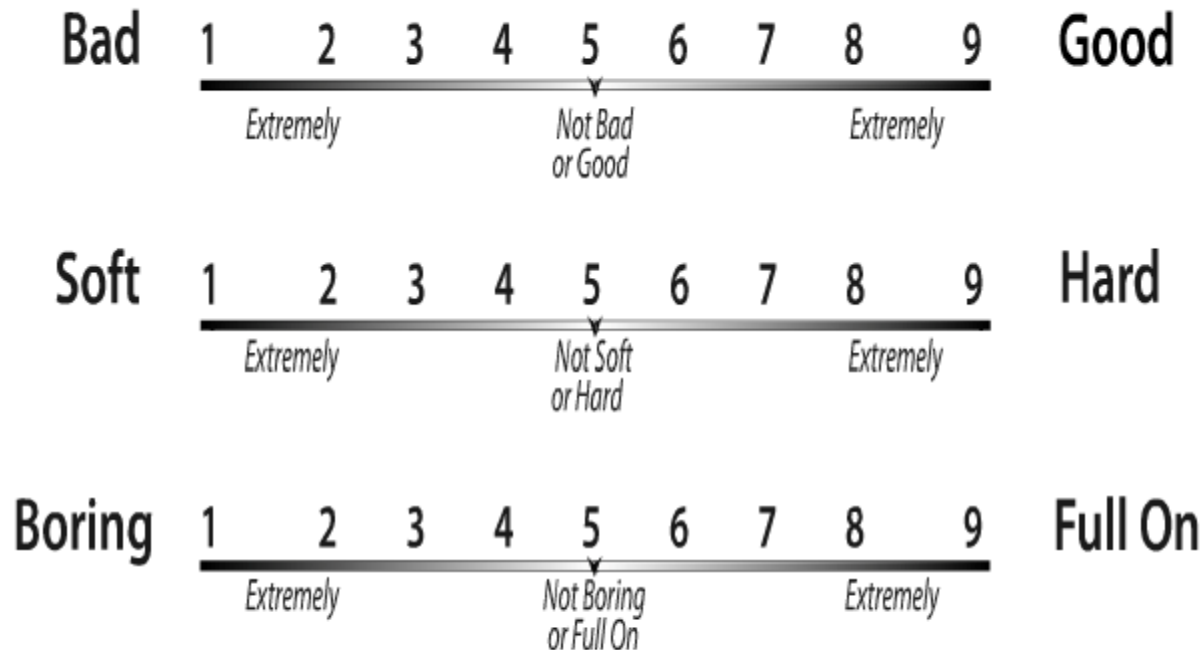 Bad 1 2 3 4 5 6 7 8 9 Good
Extremely Not Bad Extremely
or Good
Soft 1 2 3 4 5 6 7 8 9 Hard
Extremely Not Soft Extremely
or Hard
Boring 1 2 3 4 5 6 7 8 9 Full On
Extremely Not Boring Extremely
or Full On